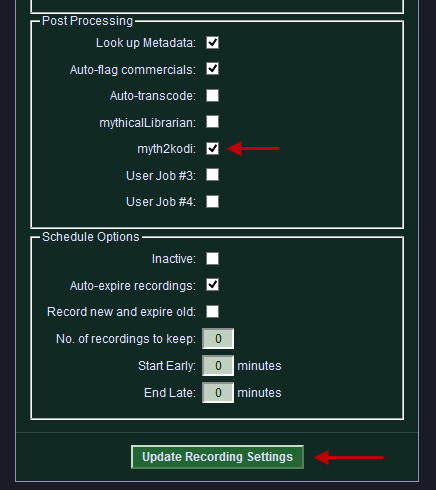 Post Processing
Look up Metadata:
Auto-flag commercials:
Auto-transcode:
mythicalLibrarian:
myth2kodi:
User Job #3:
User Job #4:
Schedule Options
Inactive:
Auto-expire recordings:
Record new and expire old:
No. of recordings to keep: 0
Start Early: 0 minutes
End Late: 0 minutes
Update Recording Settings